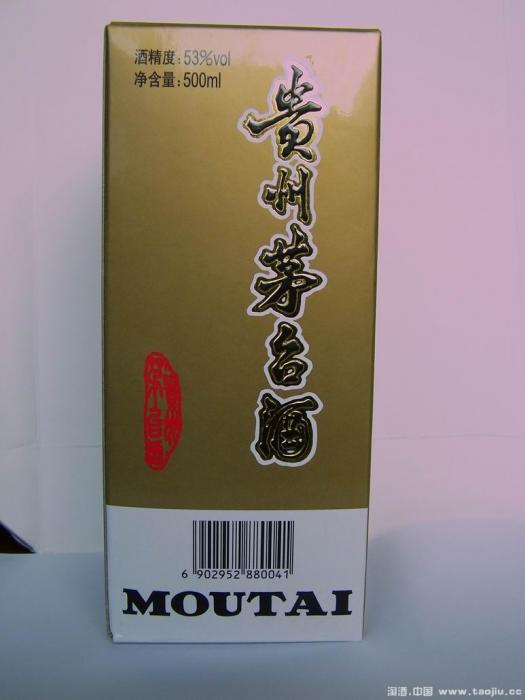 酒精度:53%vol
净含量:500ml
贵州茅台酒
6 902952 880041
MOUTAI
淘酒.中国 www.taojiu.cc